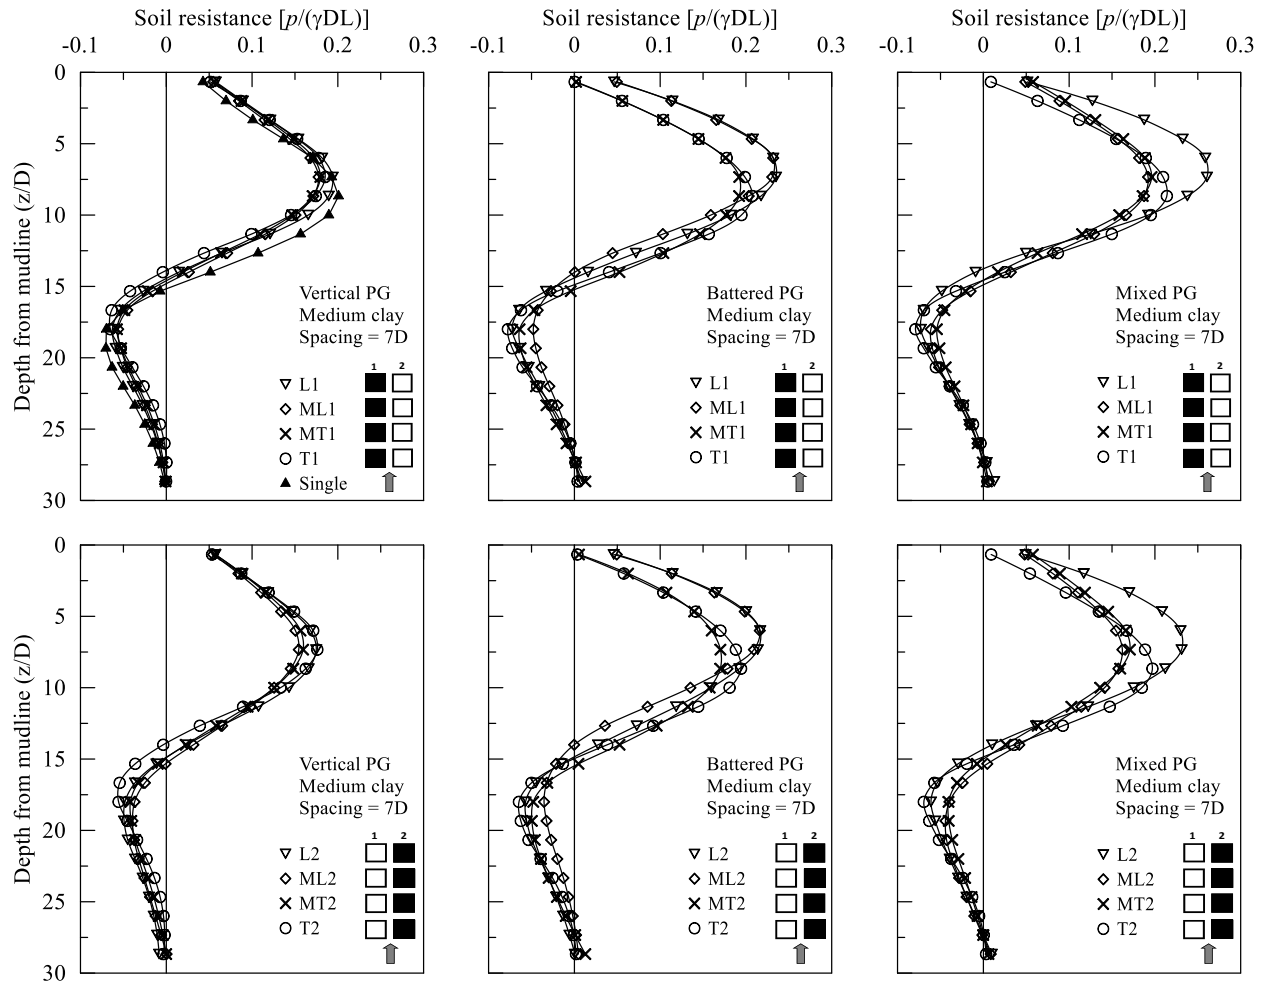 Soil resistance [p/(γDL)] Soil resistance [p/(γDL)] Soil resistance [p/(γDL)]
-0.1 0 0.1 0.2 0.3 -0.1 0 0.1 0.2 0.3 -0.1 0 0.1 0.2 0.3
Depth from mudline (z/D)
0
5
10
15
20
25
30
Vertical PG
Medium clay
Spacing = 7D
1 2
L1
ML1
MT1
T1
Single
Battered PG
Medium clay
Spacing = 7D
1 2
L1
ML1
MT1
T1
Mixed PG
Medium clay
Spacing = 7D
1 2
L1
ML1
MT1
T1
Depth from mudline (z/D)
0
5
10
15
20
25
30
Vertical PG
Medium clay
Spacing = 7D
1 2
L2
ML2
MT2
T2
Battered PG
Medium clay
Spacing = 7D
1 2
L2
ML2
MT2
T2
Mixed PG
Medium clay
Spacing = 7D
1 2
L2
ML2
MT2
T2